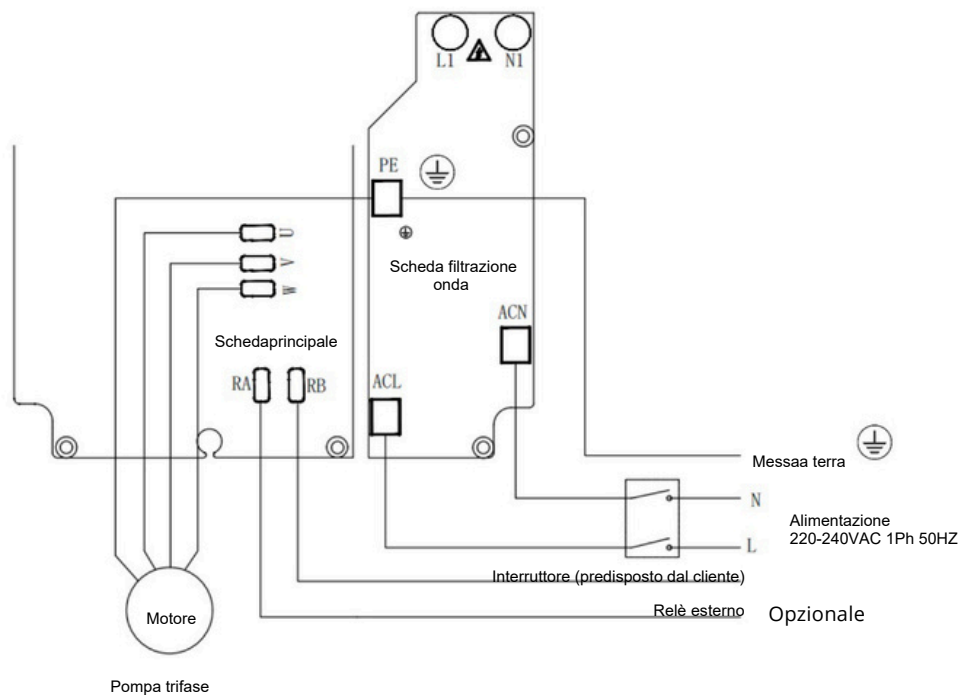 L1
N1
PE
U
V
W
Scheda filtrazione
onda
ACN
Schedaprincipale
RA
RB
ACL
Messaa terra
N
Alimentazione
220-240VAC 1Ph 50HZ
L
Interruttore (predisposto dal cliente)
Relè esterno
Opzionale
Motore
Pompa trifase